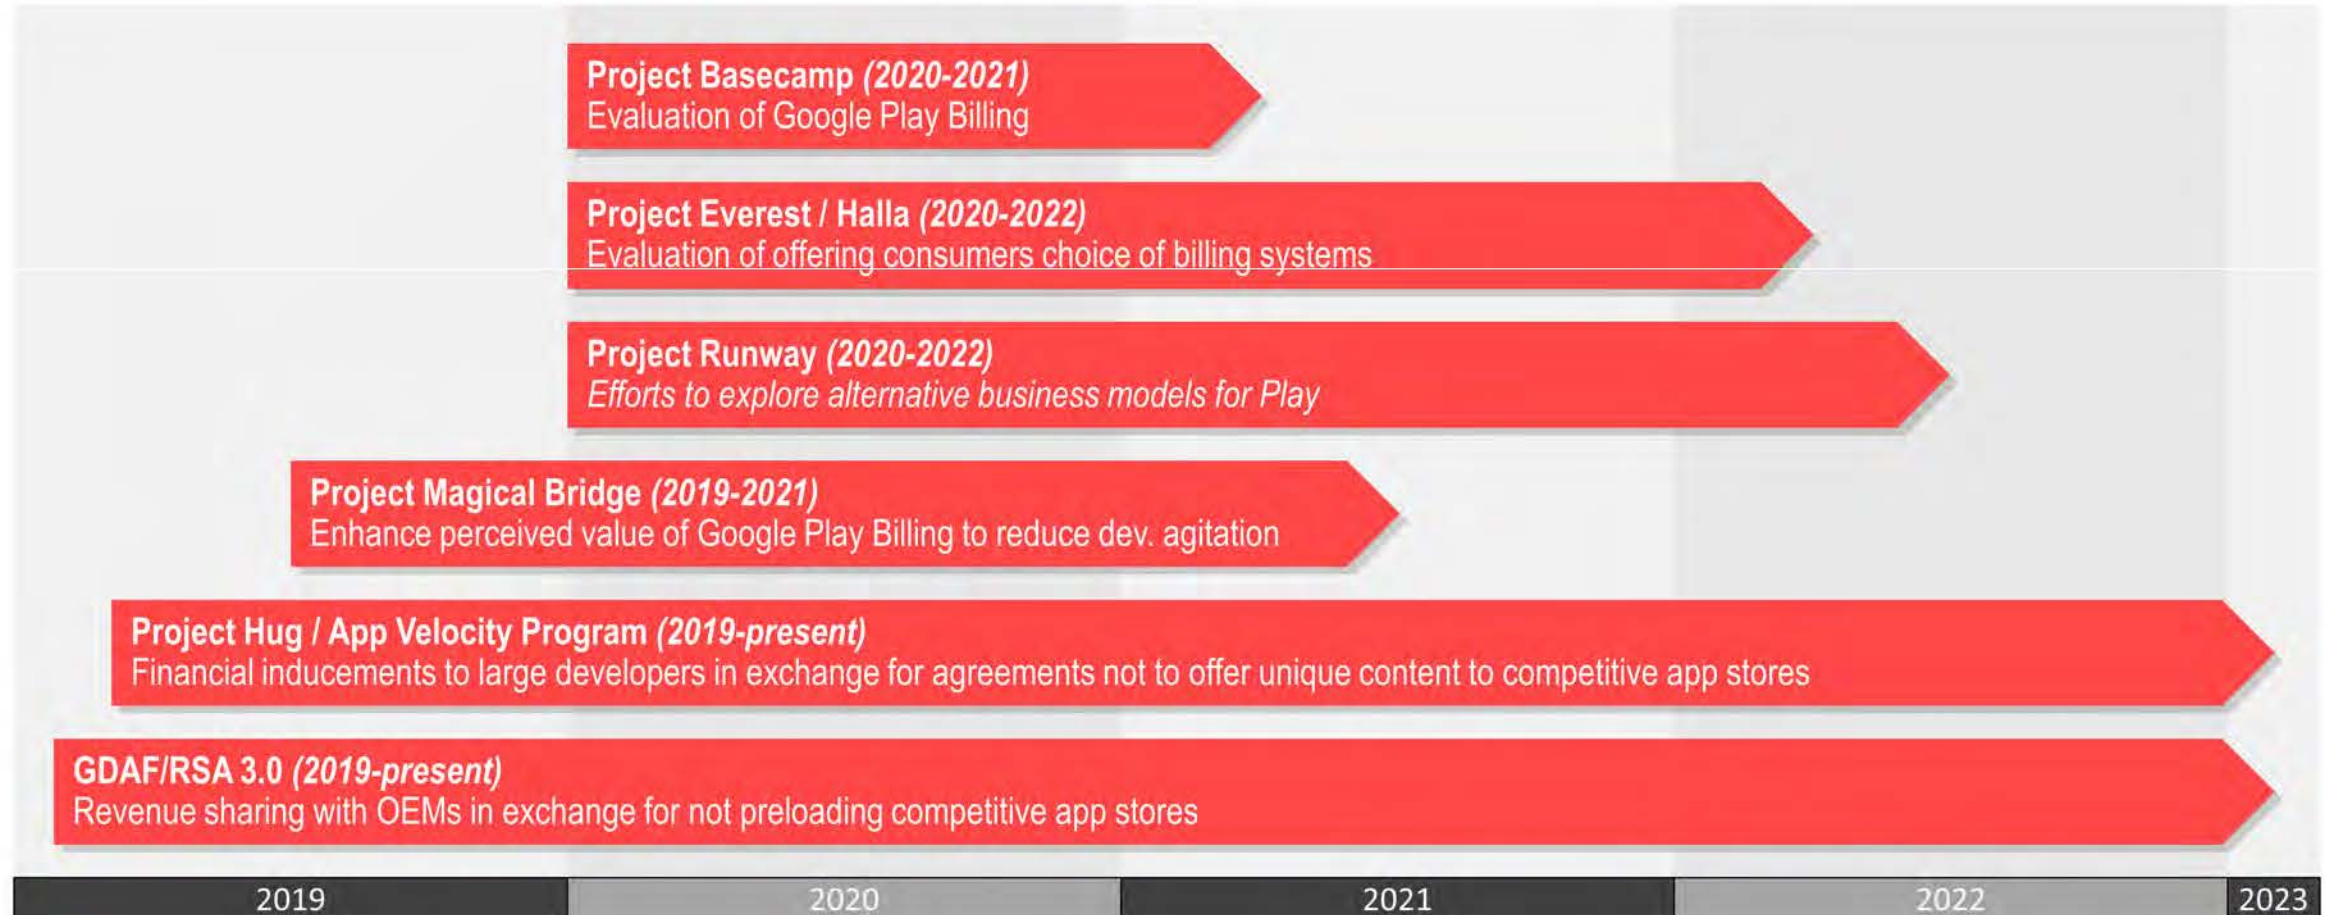 Project Basecamp (2020-2021)
Evaluation of Google Play Billing
Project Everest / Halla (2020-2022)
Evaluation of offering consumers choice of billing systems
Project Runway (2020-2022)
Efforts to explore alternative business models for Play
Project Magical Bridge (2019-2021)
Enhance perceived value of Google Play Billing to reduce dev. agitation
Project Hug / App Velocity Program (2019-present)
Financial inducements to large developers in exchange for agreements not to offer unique content to competitive app stores
GDAF/RSA 3.0 (2019-present)
Revenue sharing with OEMs in exchange for not preloading competitive app stores
2019 2020 2021 2022 2023